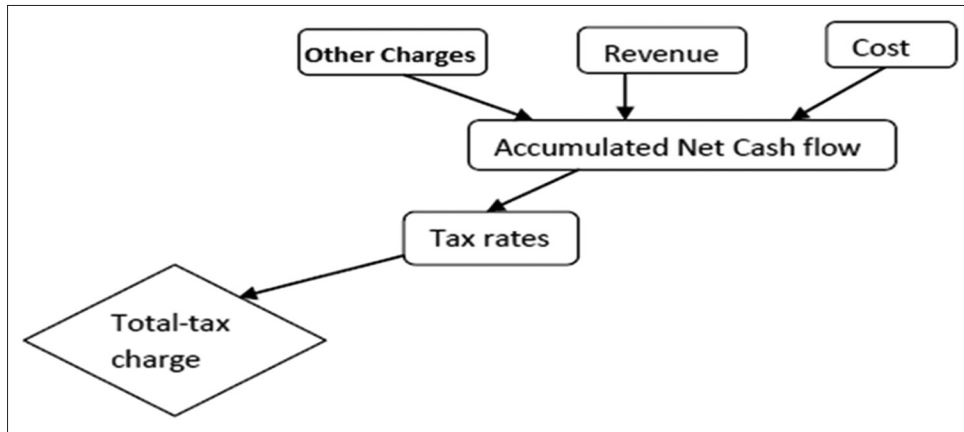 Other Charges
Revenue
Cost
Accumulated Net Cash flow
Tax rates
Total-tax
charge